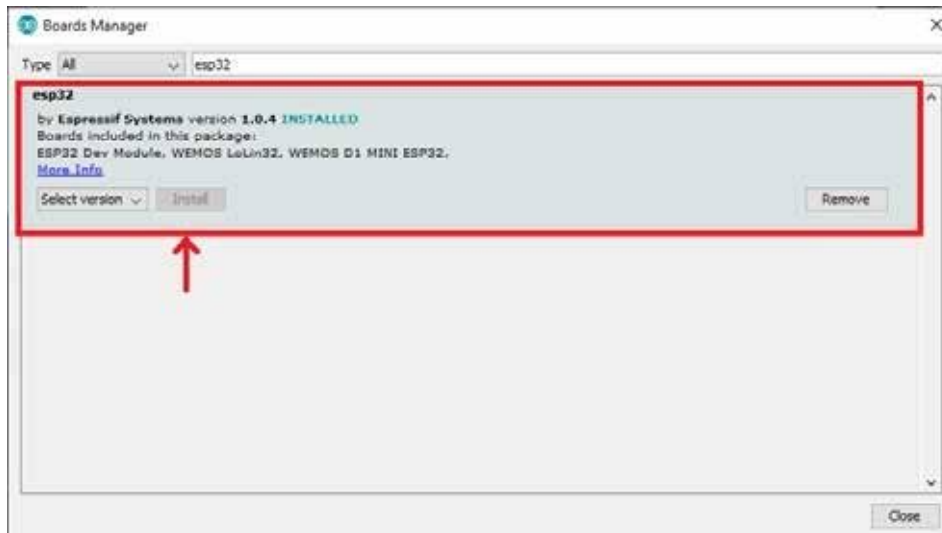 Boards Manager
Type All esp32
esp32
by Espressif Systems version 1.0.4 INSTALLED
Boards included in this package:
ESP32 Dev Module, WEMOS LoLin32, WEMOS D1 MINI ESP32.
More Info
Select version Install Remove
Close